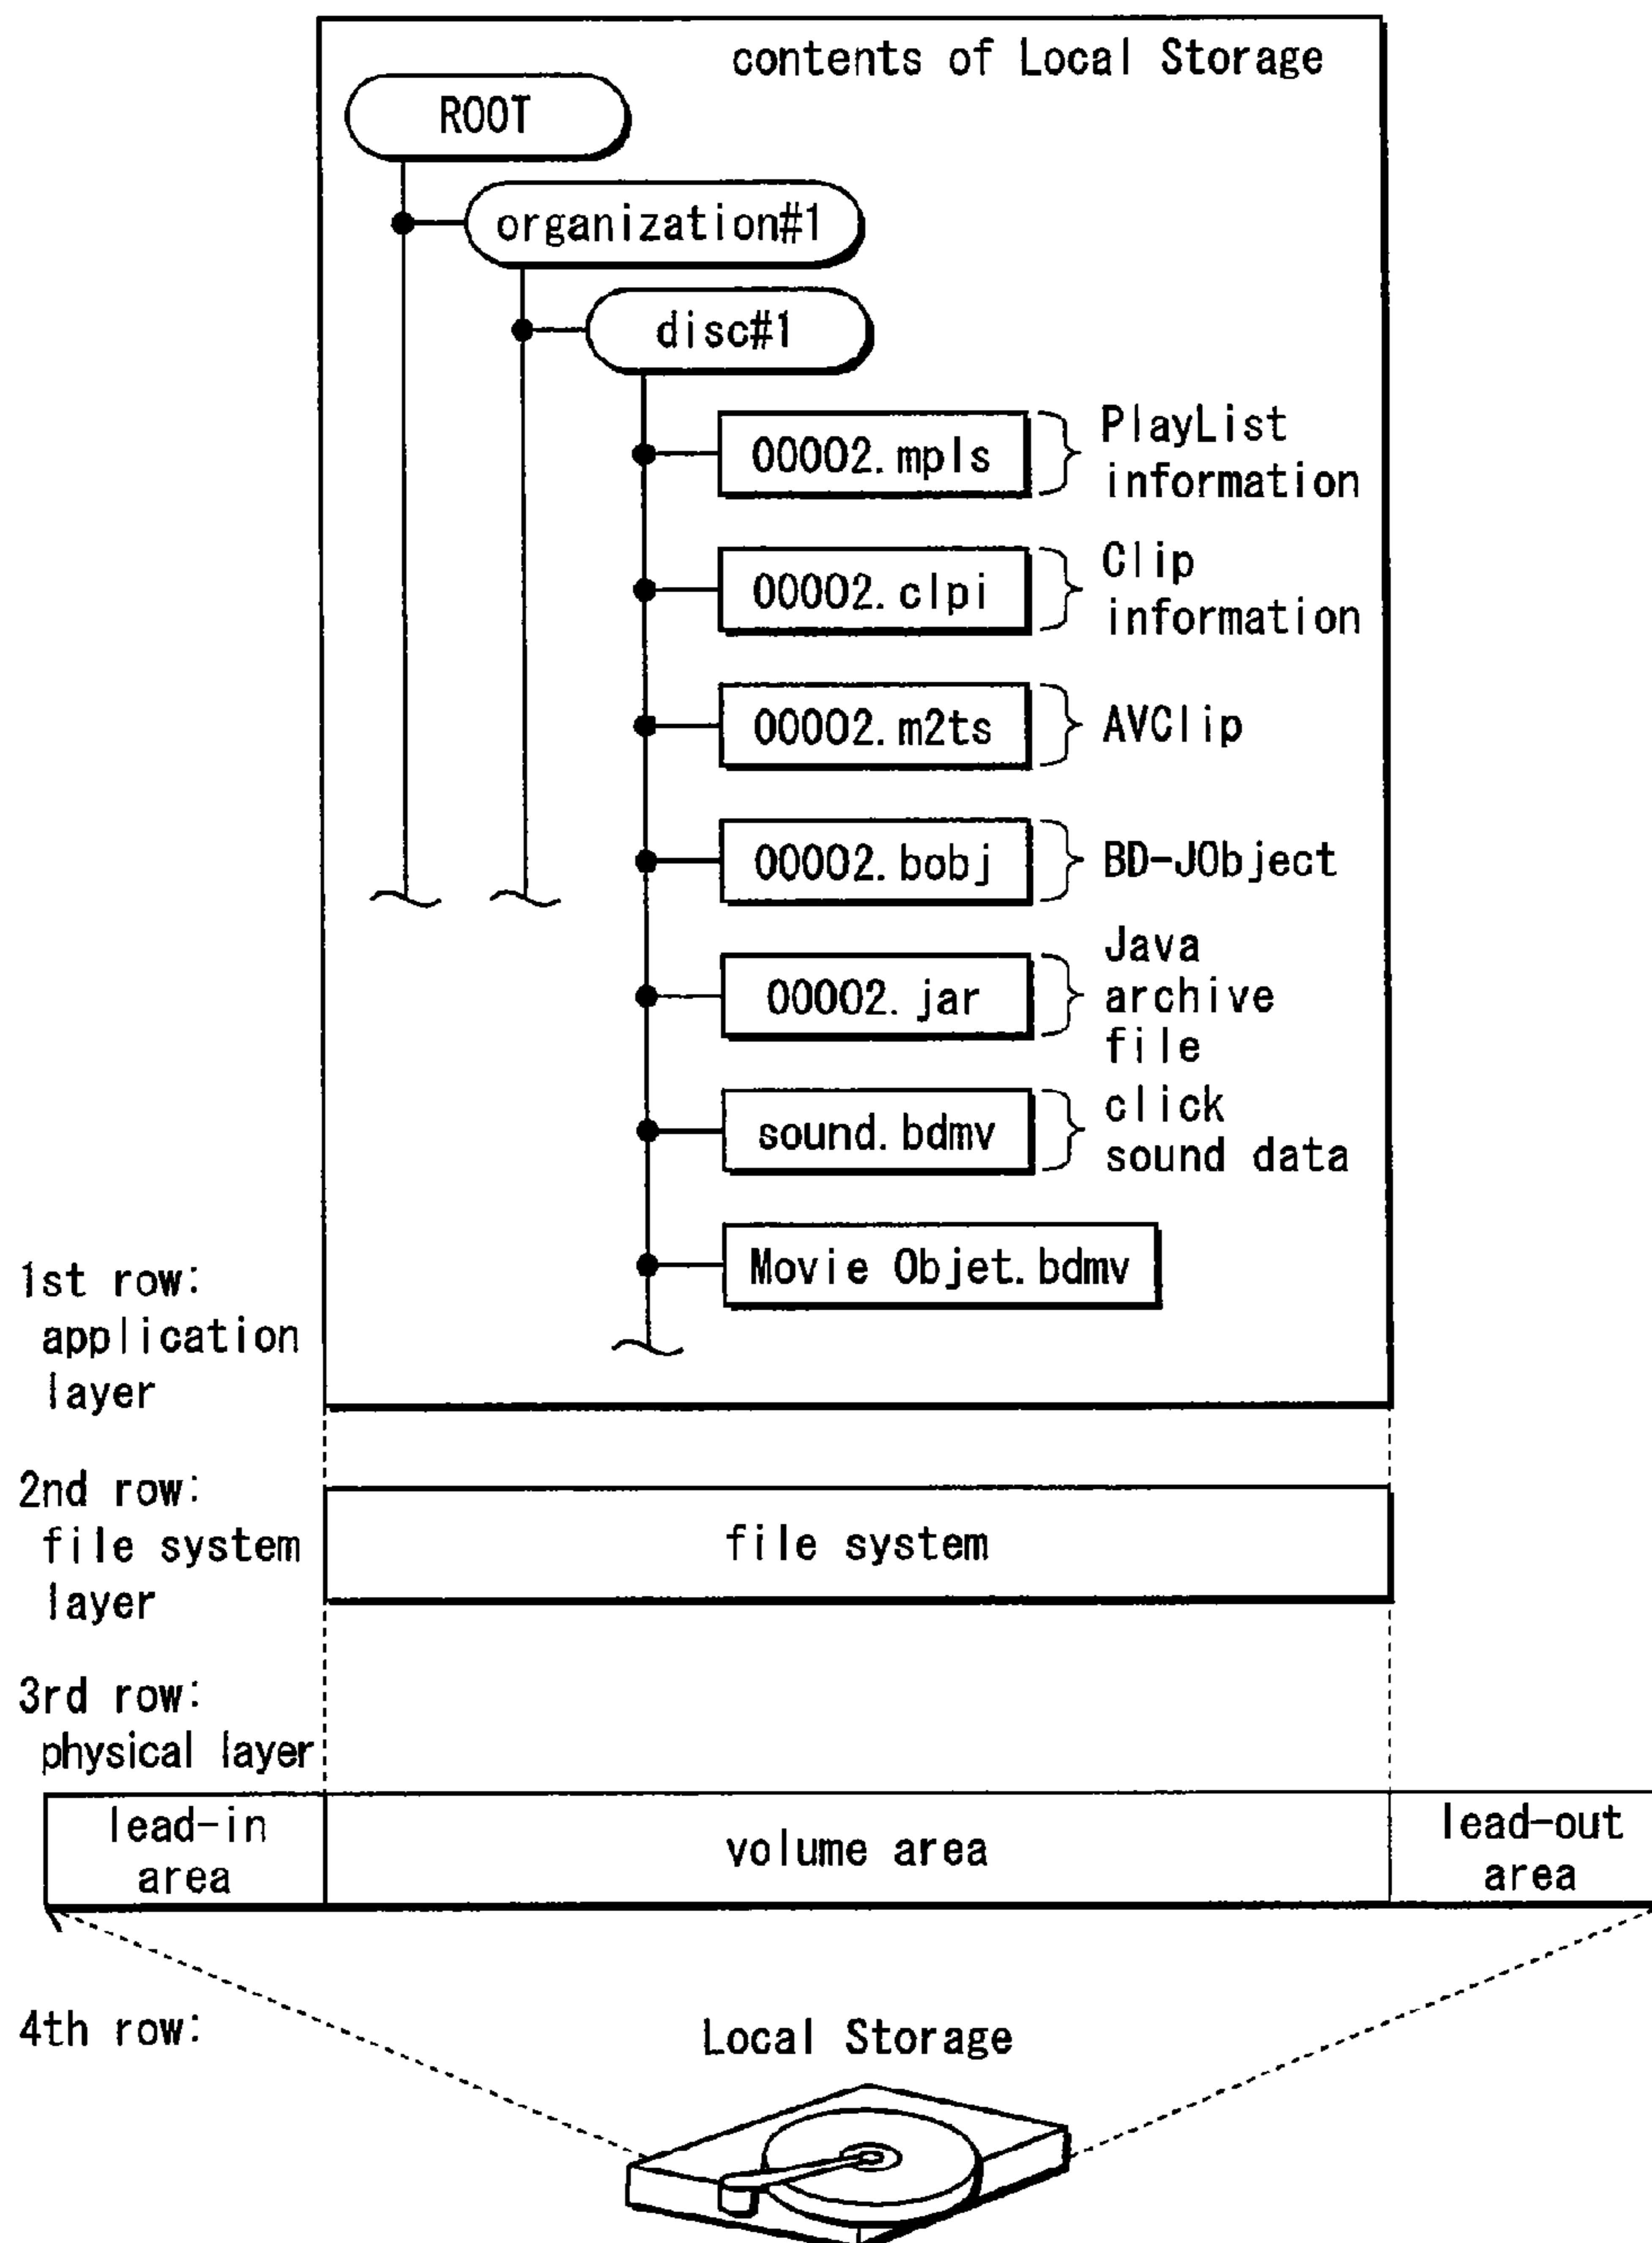 contents of Local Storage
ROOT
organization#1
disc#1
00002.mpls
PlayList
information
00002.clpi
Clip
information
00002.m2ts
AVClip
00002.bobj
BD-JObject
00002.jar
Java
archive
file
sound.bdmv
click
sound data
Movie Objet.bdmv
1st row:
application
layer
2nd row:
file system
layer
file system
3rd row:
physical layer
lead-in
area
volume area
lead-out
area
4th row:
Local Storage